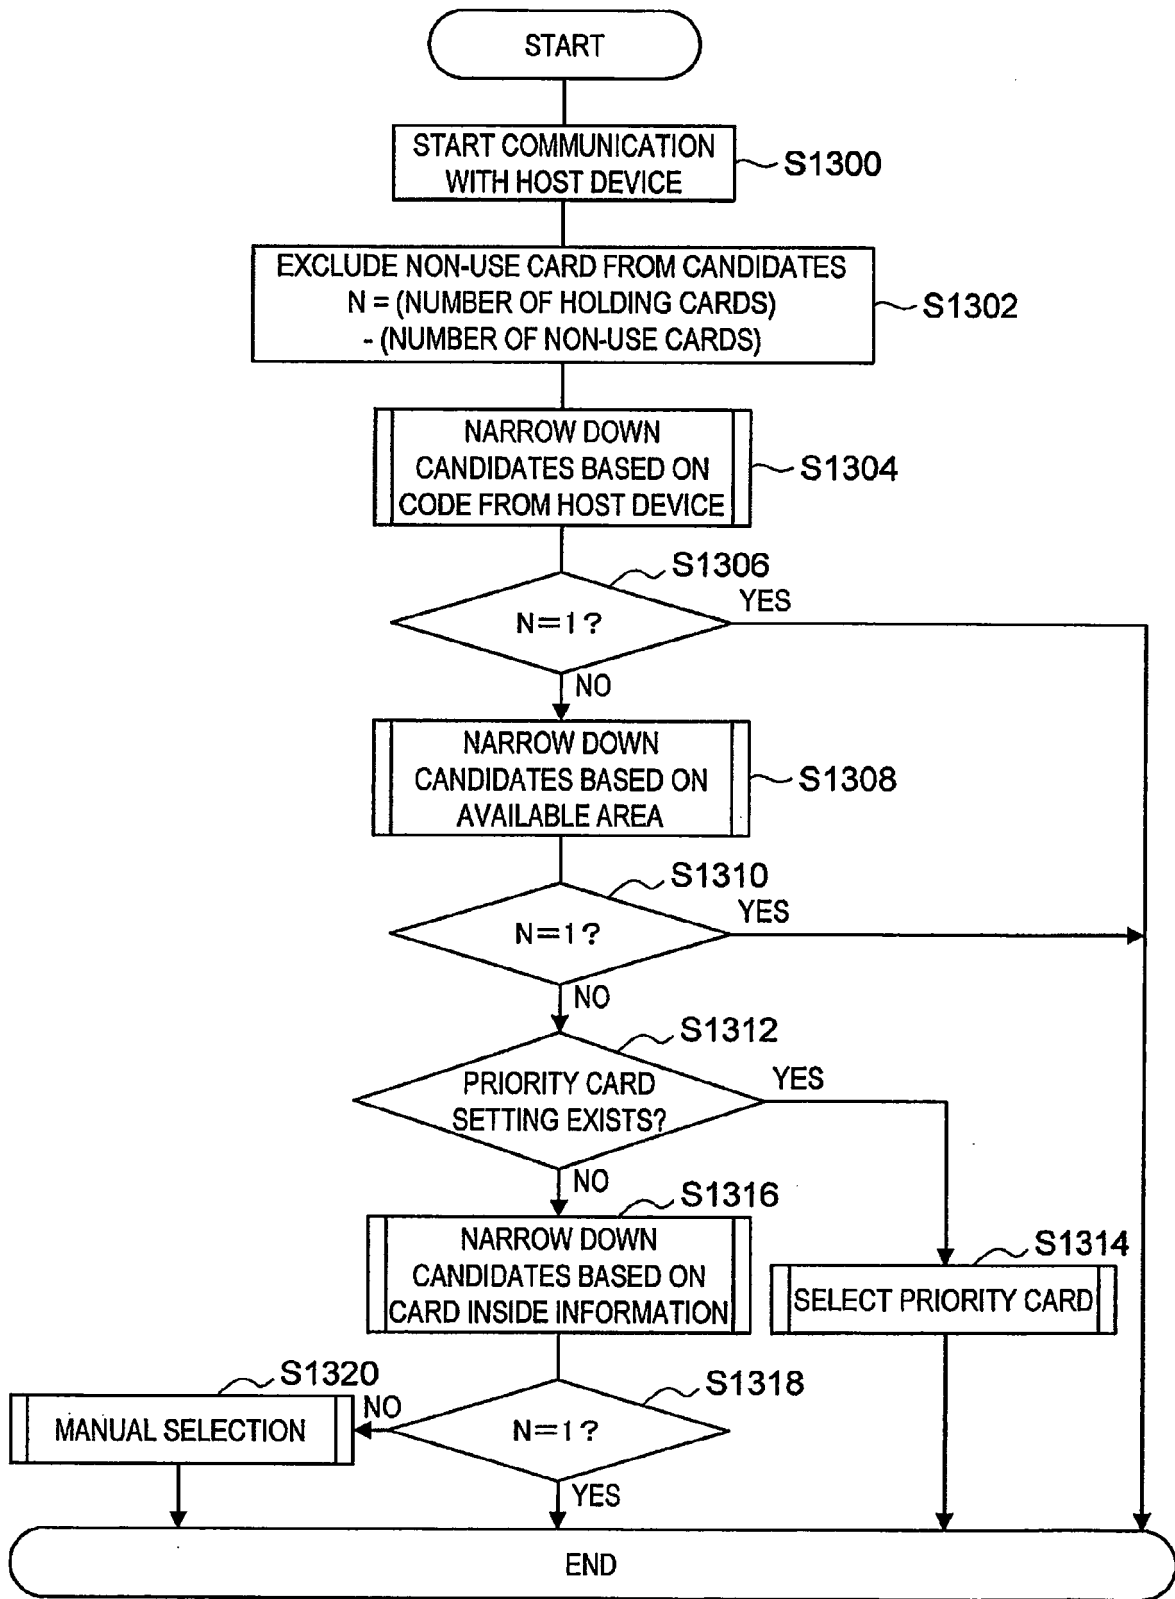 START
START COMMUNICATION
WITH HOST DEVICE
S1300
EXCLUDE NON-USE CARD FROM CANDIDATES
N = (NUMBER OF HOLDING CARDS)
- (NUMBER OF NON-USE CARDS)
S1302
NARROW DOWN
CANDIDATES BASED ON
CODE FROM HOST DEVICE
S1304
S1306
N=1?
YES
NO
NARROW DOWN
CANDIDATES BASED ON
AVAILABLE AREA
S1308
S1310
N=1?
YES
NO
S1312
PRIORITY CARD
SETTING EXISTS?
YES
NO
S1316
NARROW DOWN
CANDIDATES BASED ON
CARD INSIDE INFORMATION
S1314
SELECT PRIORITY CARD
S1320
MANUAL SELECTION
NO
S1318
N=1?
YES
END